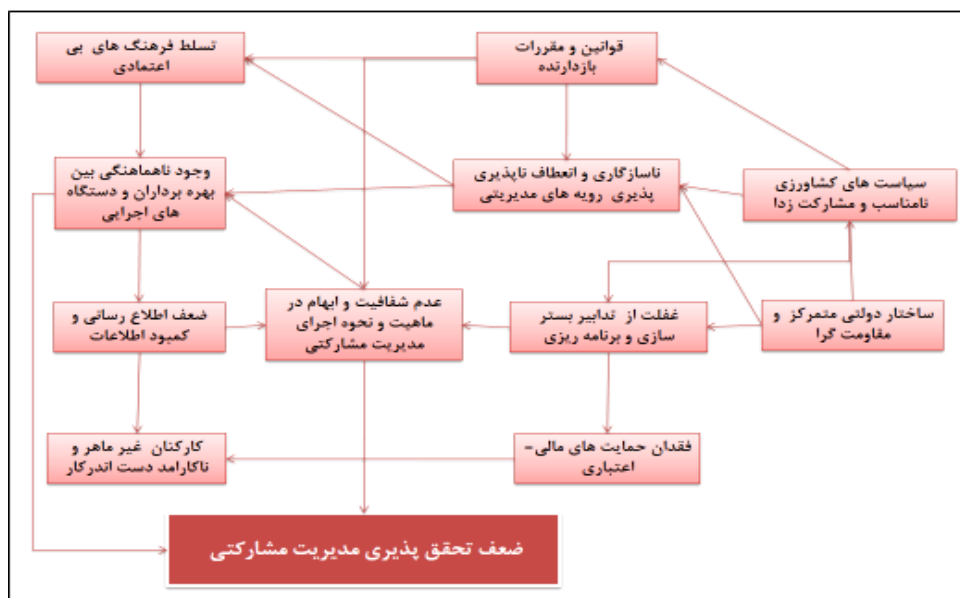 قوانین و مقررات
بازدارنده
تسلط فرهنگ های بی
اعتمادی
سیاست های کشاورزی
نامناسب و مشارکت زدا
ناسازگاری و انعطاف ناپذیری
پذیری رویه های مدیریتی
وجود ناهماهنگی بین
بهره برداران و دستگاه
های اجرایی
ساختار دولتی متمرکز و
مقاومت گرا
غفلت از تدابیر بستر
سازی و برنامه ریزی
عدم شفافیت و ابهام در
ماهیت و نحوه اجرای
مدیریت مشارکتی
ضعف اطلاع رسانی و
کمبود اطلاعات
فقدان حمایت های مالی-
اعتباری
کارکنان غیر ماهر و
ناکارامد دست اندرکار
ضعف تحقق پذیری مدیریت مشارکتی